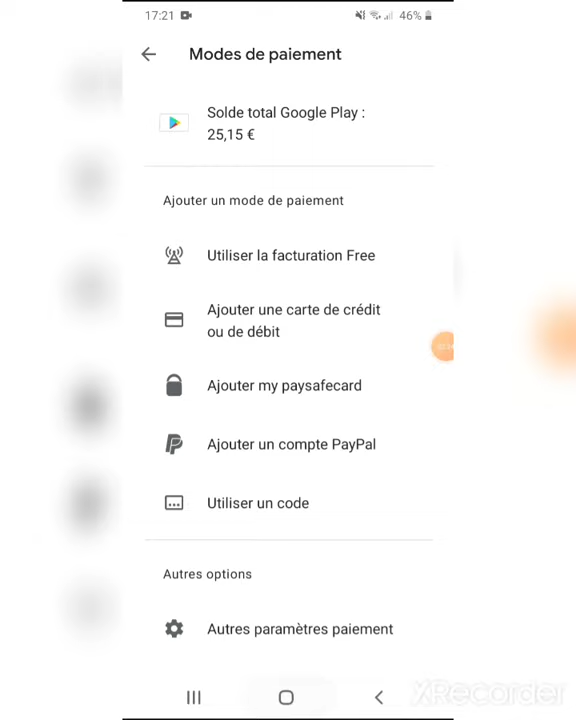 17:21 46%
Modes de paiement
Solde total Google Play :
25,15 €
Ajouter un mode de paiement
Utiliser la facturation Free
Ajouter une carte de crédit
ou de débit
Ajouter my paysafecard
Ajouter un compte PayPal
Utiliser un code
Autres options
Autres paramètres paiement
XRecorder